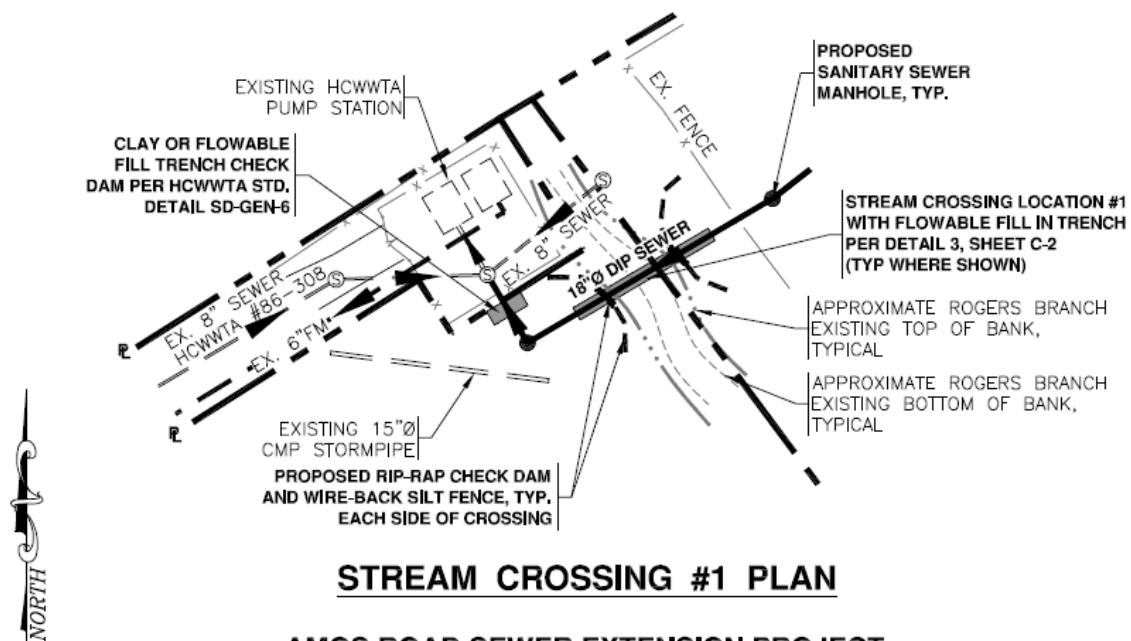 PROPOSED
SANITARY SEWER
MANHOLE, TYP.
EXISTING HCWWTA
PUMP STATION
EX. FENCE
CLAY OR FLOWABLE
FILL TRENCH CHECK
DAM PER HCWWTA STD.
DETAIL SD-GEN-6
STREAM CROSSING LOCATION #1
WITH FLOWABLE FILL IN TRENCH
PER DETAIL 3, SHEET C-2
(TYP WHERE SHOWN)
S
S
S
EX. 8" SEWER
18"Ø DIP SEWER
EX. 8" SEWER
HCWWTA #86-308
EX. 6"FM
APPROXIMATE ROGERS BRANCH
EXISTING TOP OF BANK,
TYPICAL
APPROXIMATE ROGERS BRANCH
EXISTING BOTTOM OF BANK,
TYPICAL
PL
PL
EXISTING 15"Ø
CMP STORMPIPE
PROPOSED RIP-RAP CHECK DAM
AND WIRE-BACK SILT FENCE, TYP.
EACH SIDE OF CROSSING
NORTH
STREAM CROSSING #1 PLAN